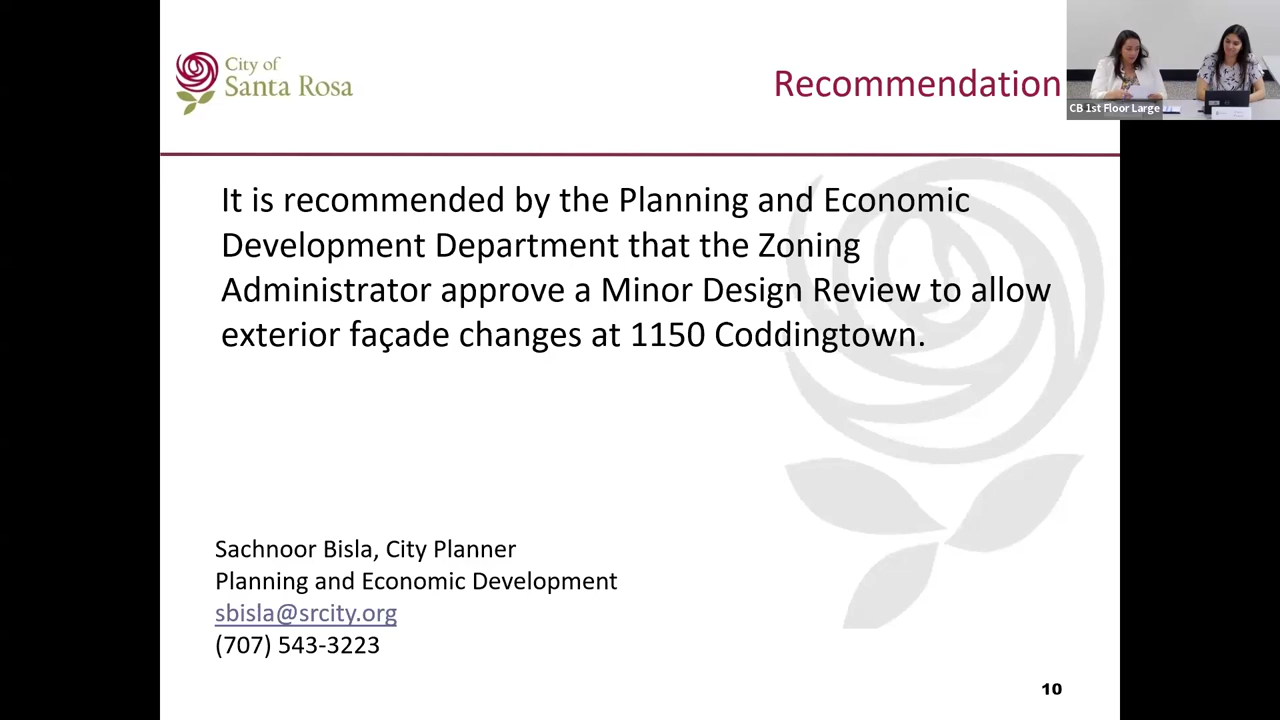 City of
Santa Rosa
Recommendation
CB 1st Floor Large
It is recommended by the Planning and Economic
Development Department that the Zoning
Administrator approve a Minor Design Review to allow
exterior façade changes at 1150 Coddingtown.
Sachnoor Bisla, City Planner
Planning and Economic Development
sbisla@srcity.org
(707) 543-3223
10